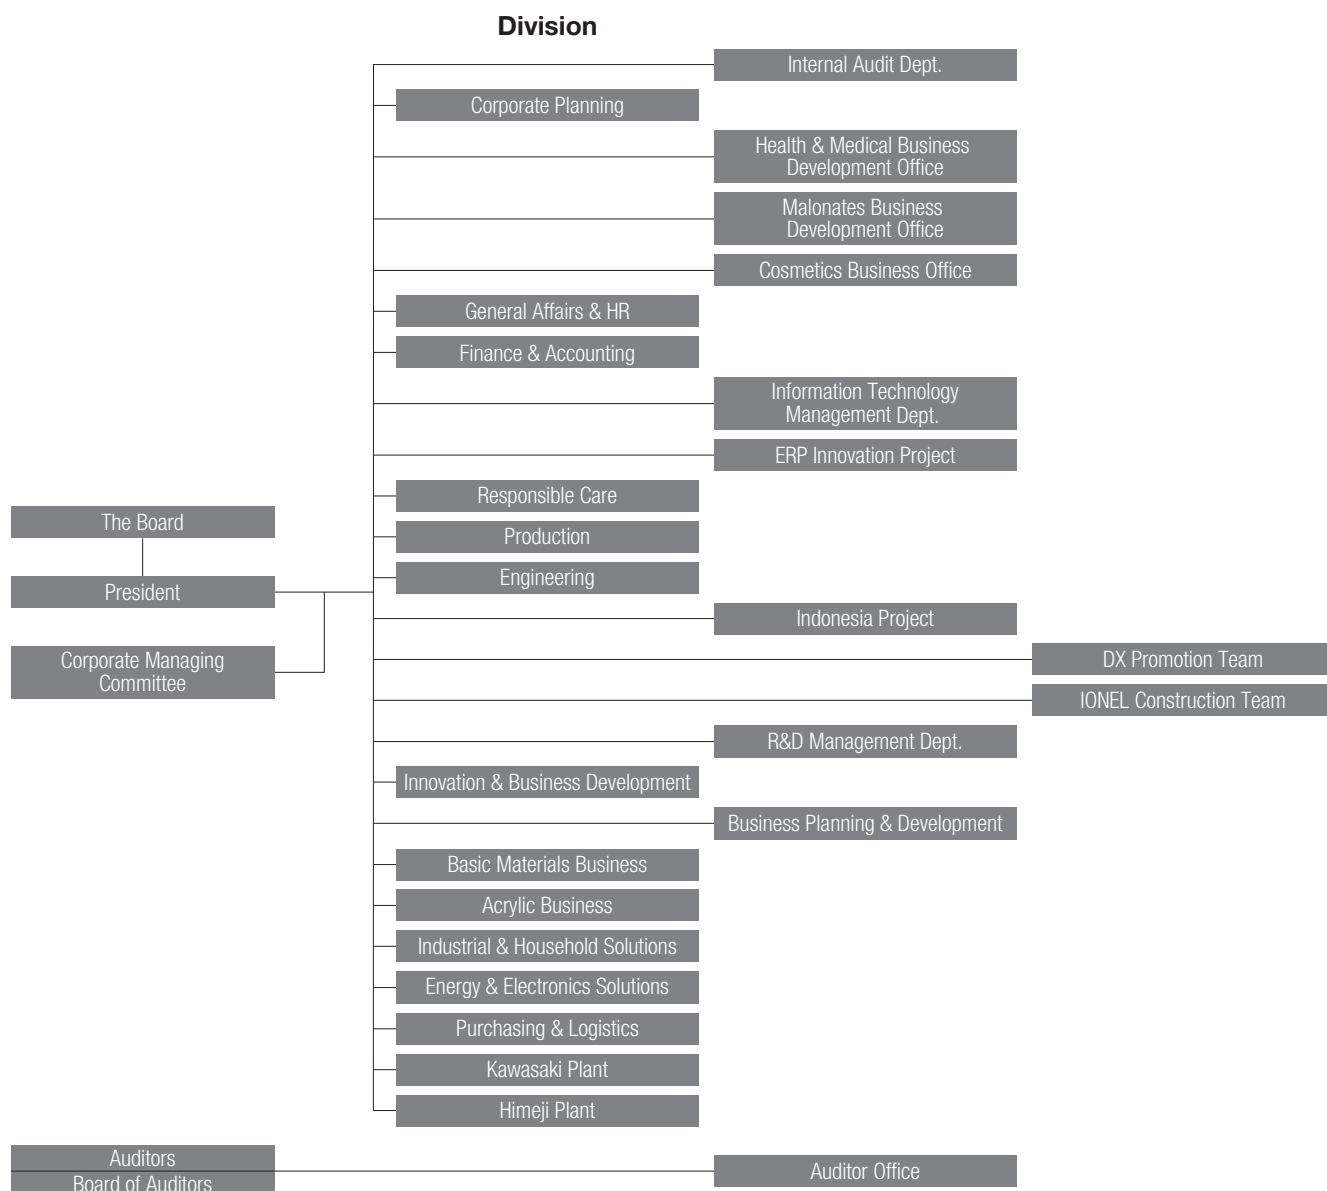 Division
Internal Audit Dept.
Corporate Planning
Health & Medical Business
Development Office
Malonates Business
Development Office
Cosmetics Business Office
General Affairs & HR
Finance & Accounting
Information Technology
Management Dept.
ERP Innovation Project
Responsible Care
The Board
Production
Engineering
President
Indonesia Project
Corporate Managing
Committee
DX Promotion Team
IONEL Construction Team
R&D Management Dept.
Innovation & Business Development
Business Planning & Development
Basic Materials Business
Acrylic Business
Industrial & Household Solutions
Energy & Electronics Solutions
Purchasing & Logistics
Kawasaki Plant
Himeji Plant
Auditors
Board of Auditors
Auditor Office